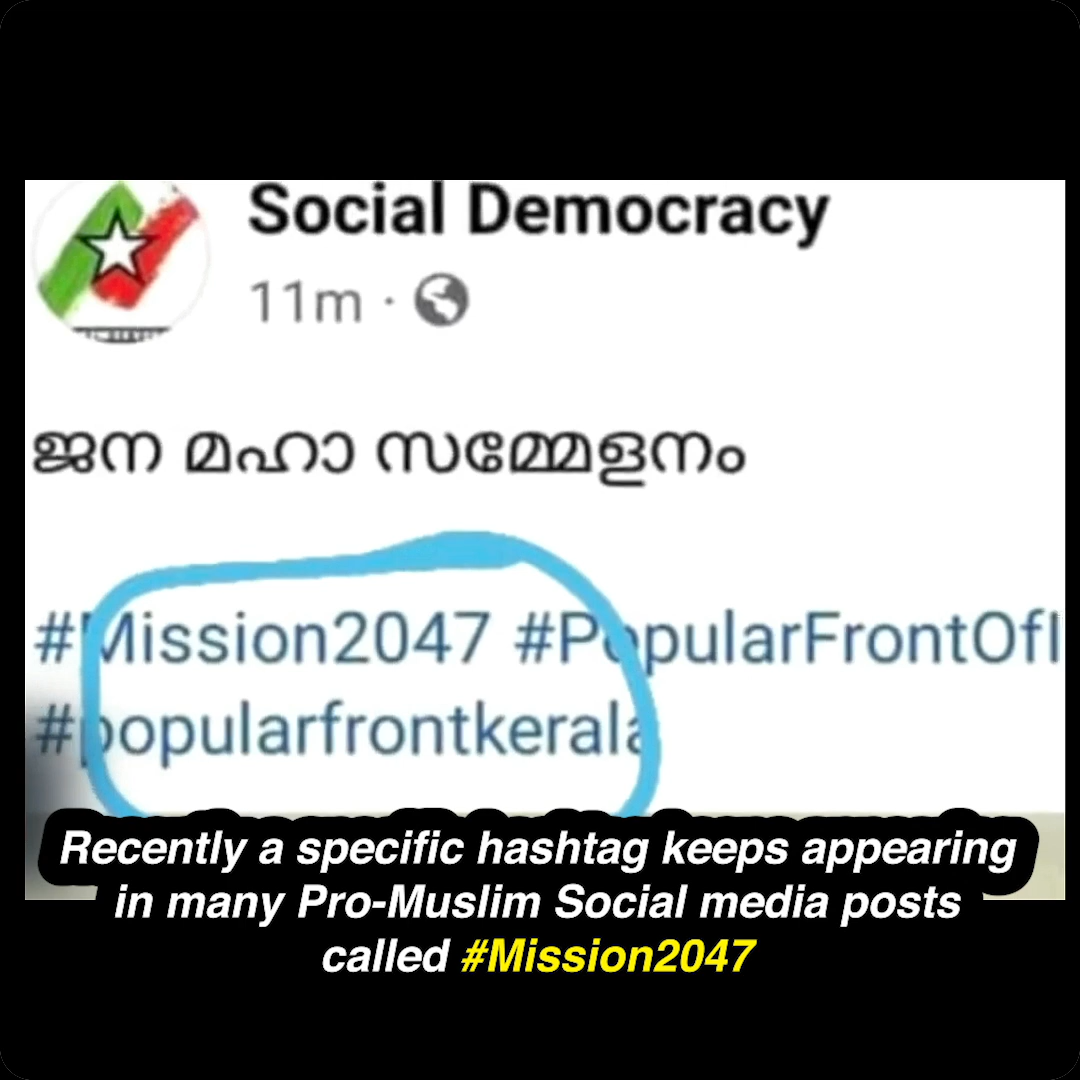 Social Democracy
11m ·
ജന മഹാ സമ്മേളനം
#Mission2047 #PopularFrontOfI
#popularfrontkerala
Recently a specific hashtag keeps appearing
in many Pro-Muslim Social media posts
called #Mission2047